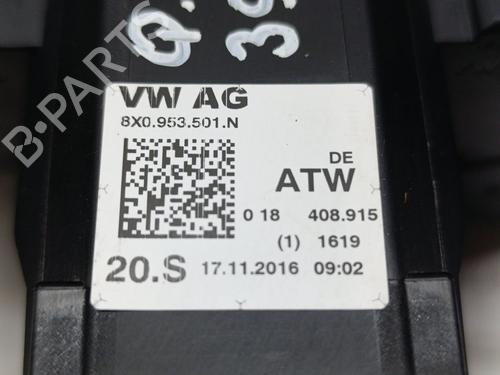 Q.
39
VW AG
8X0.953.501.N
DE
ATW
0 18 408.915
(1) 1619
20.S 17.11.2016 09:02
B-PARTS